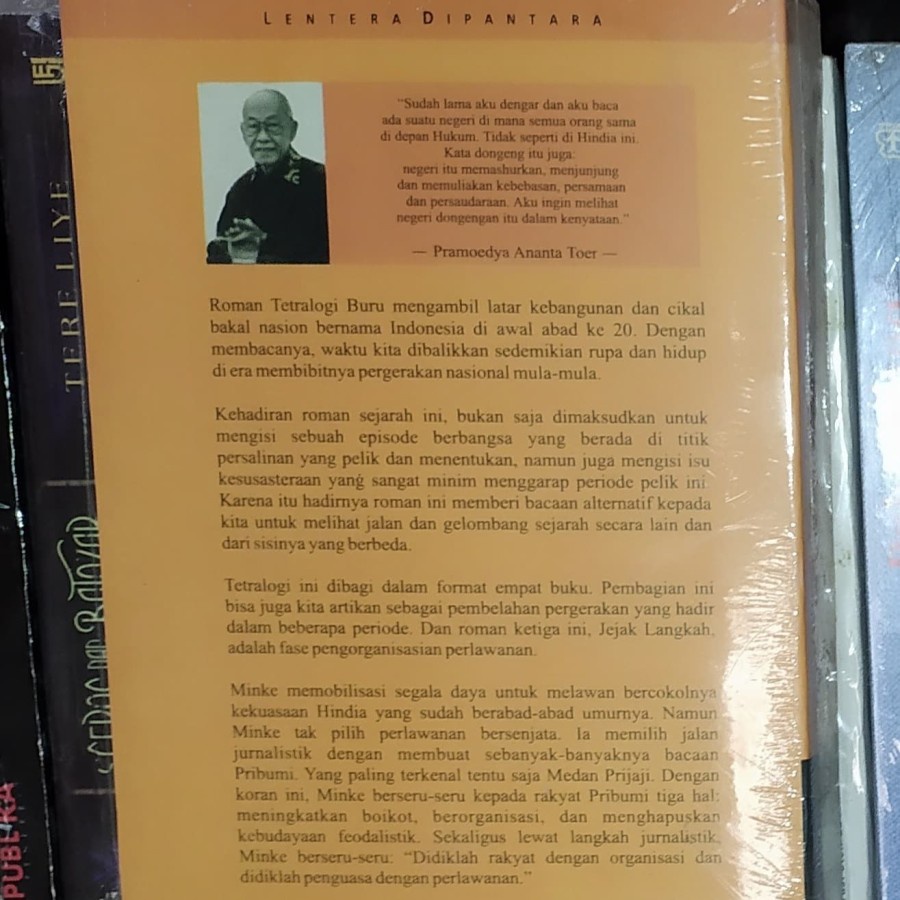 LENTERA DIPANTARA
"Sudah lama aku dengar dan aku baca
ada suatu negeri di mana semua orang sama
di depan Hukum. Tidak seperti di Hindia ini.
Kata dongeng itu juga:
negeri itu memashurkan, menjunjung
dan memuliakan kebebasan, persamaan
dan persaudaraan. Aku ingin melihat
negeri dongengan itu dalam kenyataan."
— Pramoedya Ananta Toer —
Roman Tetralogi Buru mengambil latar kebangunan dan cikal
bakal nasion bernama Indonesia di awal abad ke 20. Dengan
membacanya, waktu kita dibalikkan sedemikian rupa dan hidup
di era membibitnya pergerakan nasional mula-mula.
Kehadiran roman sejarah ini, bukan saja dimaksudkan untuk
mengisi sebuah episode berbangsa yang berada di titik
persalinan yang pelik dan menentukan, namun juga mengisi isu
kesusasteraan yang sangat minim menggarap periode pelik ini.
Karena itu hadirnya roman ini memberi bacaan alternatif kepada
kita untuk melihat jalan dan gelombang sejarah secara lain dan
dari sisinya yang berbeda.
Tetralogi ini dibagi dalam format empat buku. Pembagian ini
bisa juga kita artikan sebagai pembelahan pergerakan yang hadir
dalam beberapa periode. Dan roman ketiga ini, Jejak Langkah,
adalah fase pengorganisasian perlawanan.
Minke memobilisasi segala daya untuk melawan bercokolnya
kekuasaan Hindia yang sudah berabad-abad umurnya. Namun
Minke tak pilih perlawanan bersenjata. Ia memilih jalan
jurnalistik dengan membuat sebanyak-banyaknya bacaan
Pribumi. Yang paling terkenal tentu saja Medan Prijaji. Dengan
koran ini, Minke berseru-seru kepada rakyat Pribumi tiga hal:
meningkatkan boikot, berorganisasi, dan menghapuskan
kebudayaan feodalistik. Sekaligus lewat langkah jurnalistik,
Minke berseru-seru: "Didiklah rakyat dengan organisasi dan
didiklah penguasa dengan perlawanan."
TERE LIYE